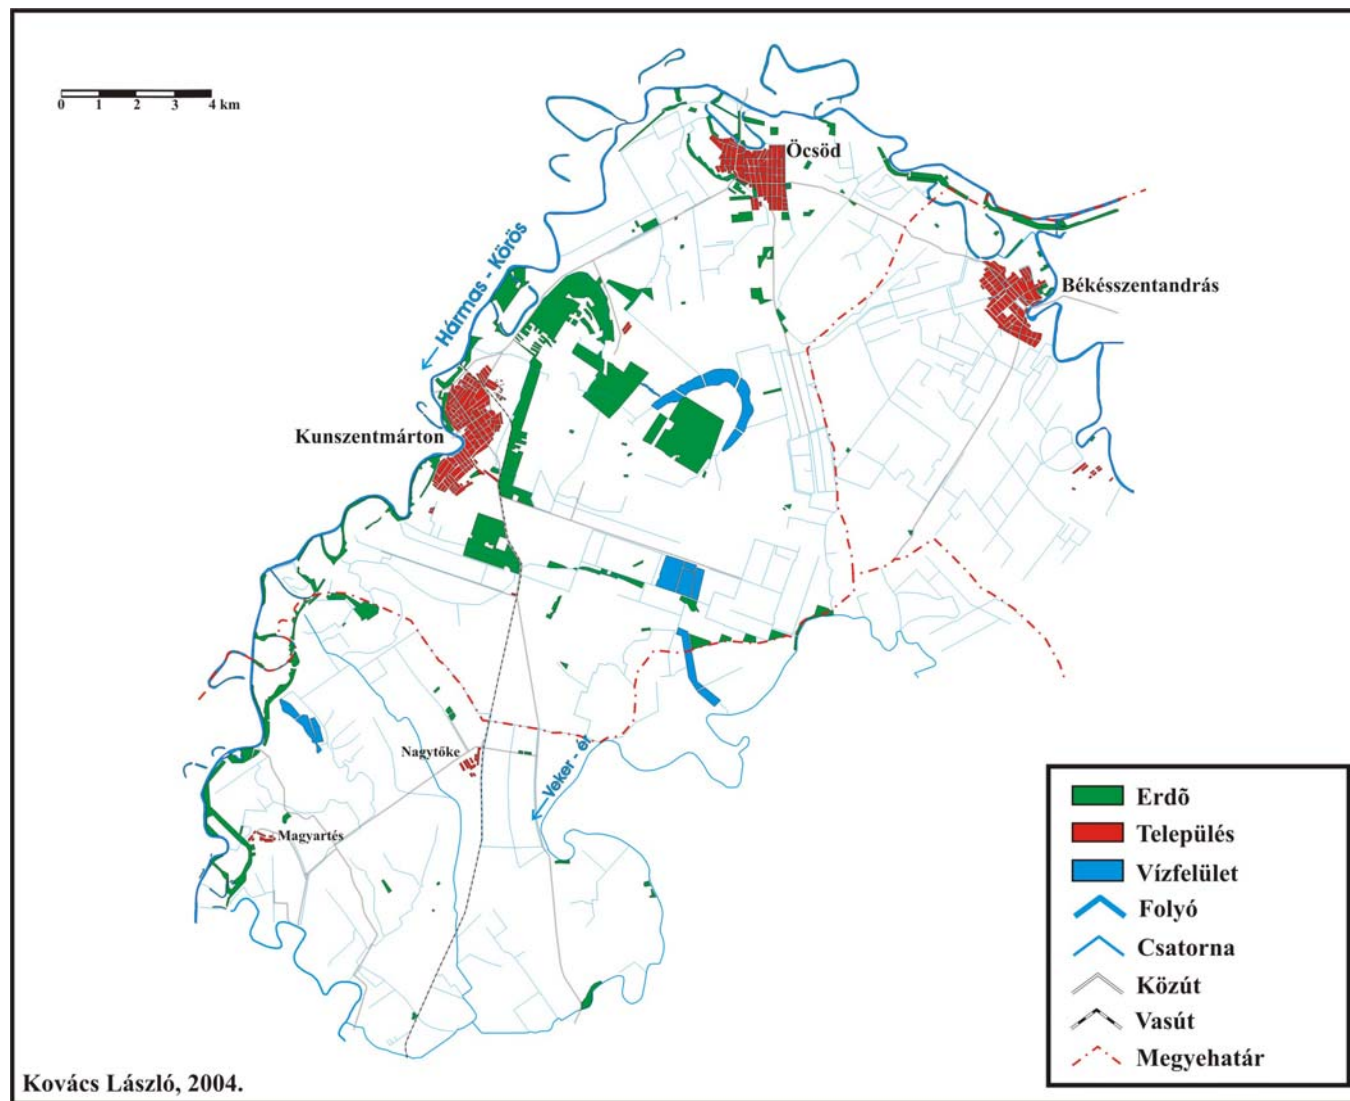 0 1 2 3 4 km
Öcsöd
Békésszentandrás
← Hármas - Körös
Kunszentmárton
Nagytőke
← Veker - ér
Magyartés
Erdõ
Település
Vízfelület
Folyó
Csatorna
Közút
Vasút
Megyehatár
Kovács László, 2004.